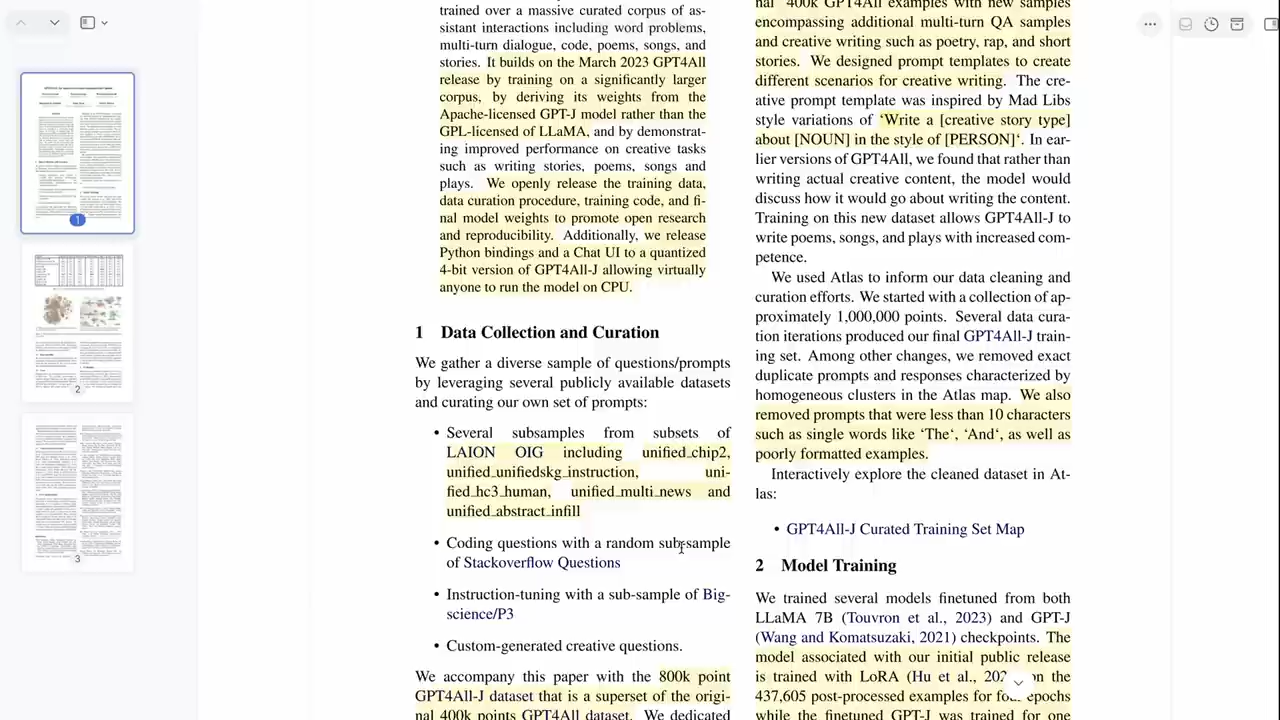 trained over a massive curated corpus of as-
sistant interactions including word problems,
multi-turn dialogue, code, poems, songs, and
stories. It builds on the March 2023 GPT4All
release by training on a significantly larger
corpus, by deriving its weights from the
Apache-licensed GPT-J model rather than the
GPL-licensed of LLaMA, and by demonstrat-
ing improved performance on creative tasks
such as writing stories, poems, songs, and
plays. We openly release the training data,
data curation procedure, training code, and fi-
nal model weights to promote open research
and reproducibility. Additionally, we release
Python bindings and a Chat UI to a quantized
4-bit version of GPT4All-J allowing virtually
anyone to run the model on CPU.
1 Data Collection and Curation
We gathered a diverse sample of questions/prompts
by leveraging several publicly available datasets
and curating our own set of prompts:
• Several subsamples from subsets of
LAION OIG including unified_chip2,
unified_unifiedskg_instruction, uni-
fied_hc3_human, unified_multi_news and
unified_abstract_infill
• Coding questions with a random sub-sample
of Stackoverflow Questions
• Instruction-tuning with a sub-sample of Big-
science/P3
• Custom-generated creative questions.
We accompany this paper with the 800k point
GPT4All-J dataset that is a superset of the origi-
nal 400k points GPT4All dataset. We dedicated
nal 400k GPT4All examples with new samples
encompassing additional multi-turn QA samples
and creative writing such as poetry, rap, and short
stories. We designed prompt templates to create
different scenarios for creative writing. The cre-
ative prompt template was inspired by Mad Libs
style variations of 'Write a [creative story type]
about [NOUN] in the style of [PERSON]'. In ear-
lier versions of GPT4All, we found that rather than
writing actual creative content, the model would
discuss how it would go about writing the content.
Training on this new dataset allows GPT4All-J to
write poems, songs, and plays with increased com-
petence.
We used Atlas to inform our data cleaning and
curation efforts. We started with a collection of ap-
proximately 1,000,000 points. Several data cura-
tion iterations produced the final GPT4All-J train-
ing set. Among other changes, we removed exact
duplicate prompts and responses characterized by
homogenous clusters in the Atlas map. We also
removed prompts that were less than 10 characters
and single word as well as
poorly generated examples.
We interactively expose the cleaned dataset in At-
las:
• GPT4All-J Curated Training Set Map
2 Model Training
We trained several models finetuned from both
LLaMA 7B (Touvron et al., 2023) and GPT-J
(Wang and Komatsuzaki, 2021) checkpoints. The
model associated with our initial public release
is trained with LoRA (Hu et al., on the
437,605 post-processed examples for four epochs
while the finetuned GPT-J was trained for one
1
2
3